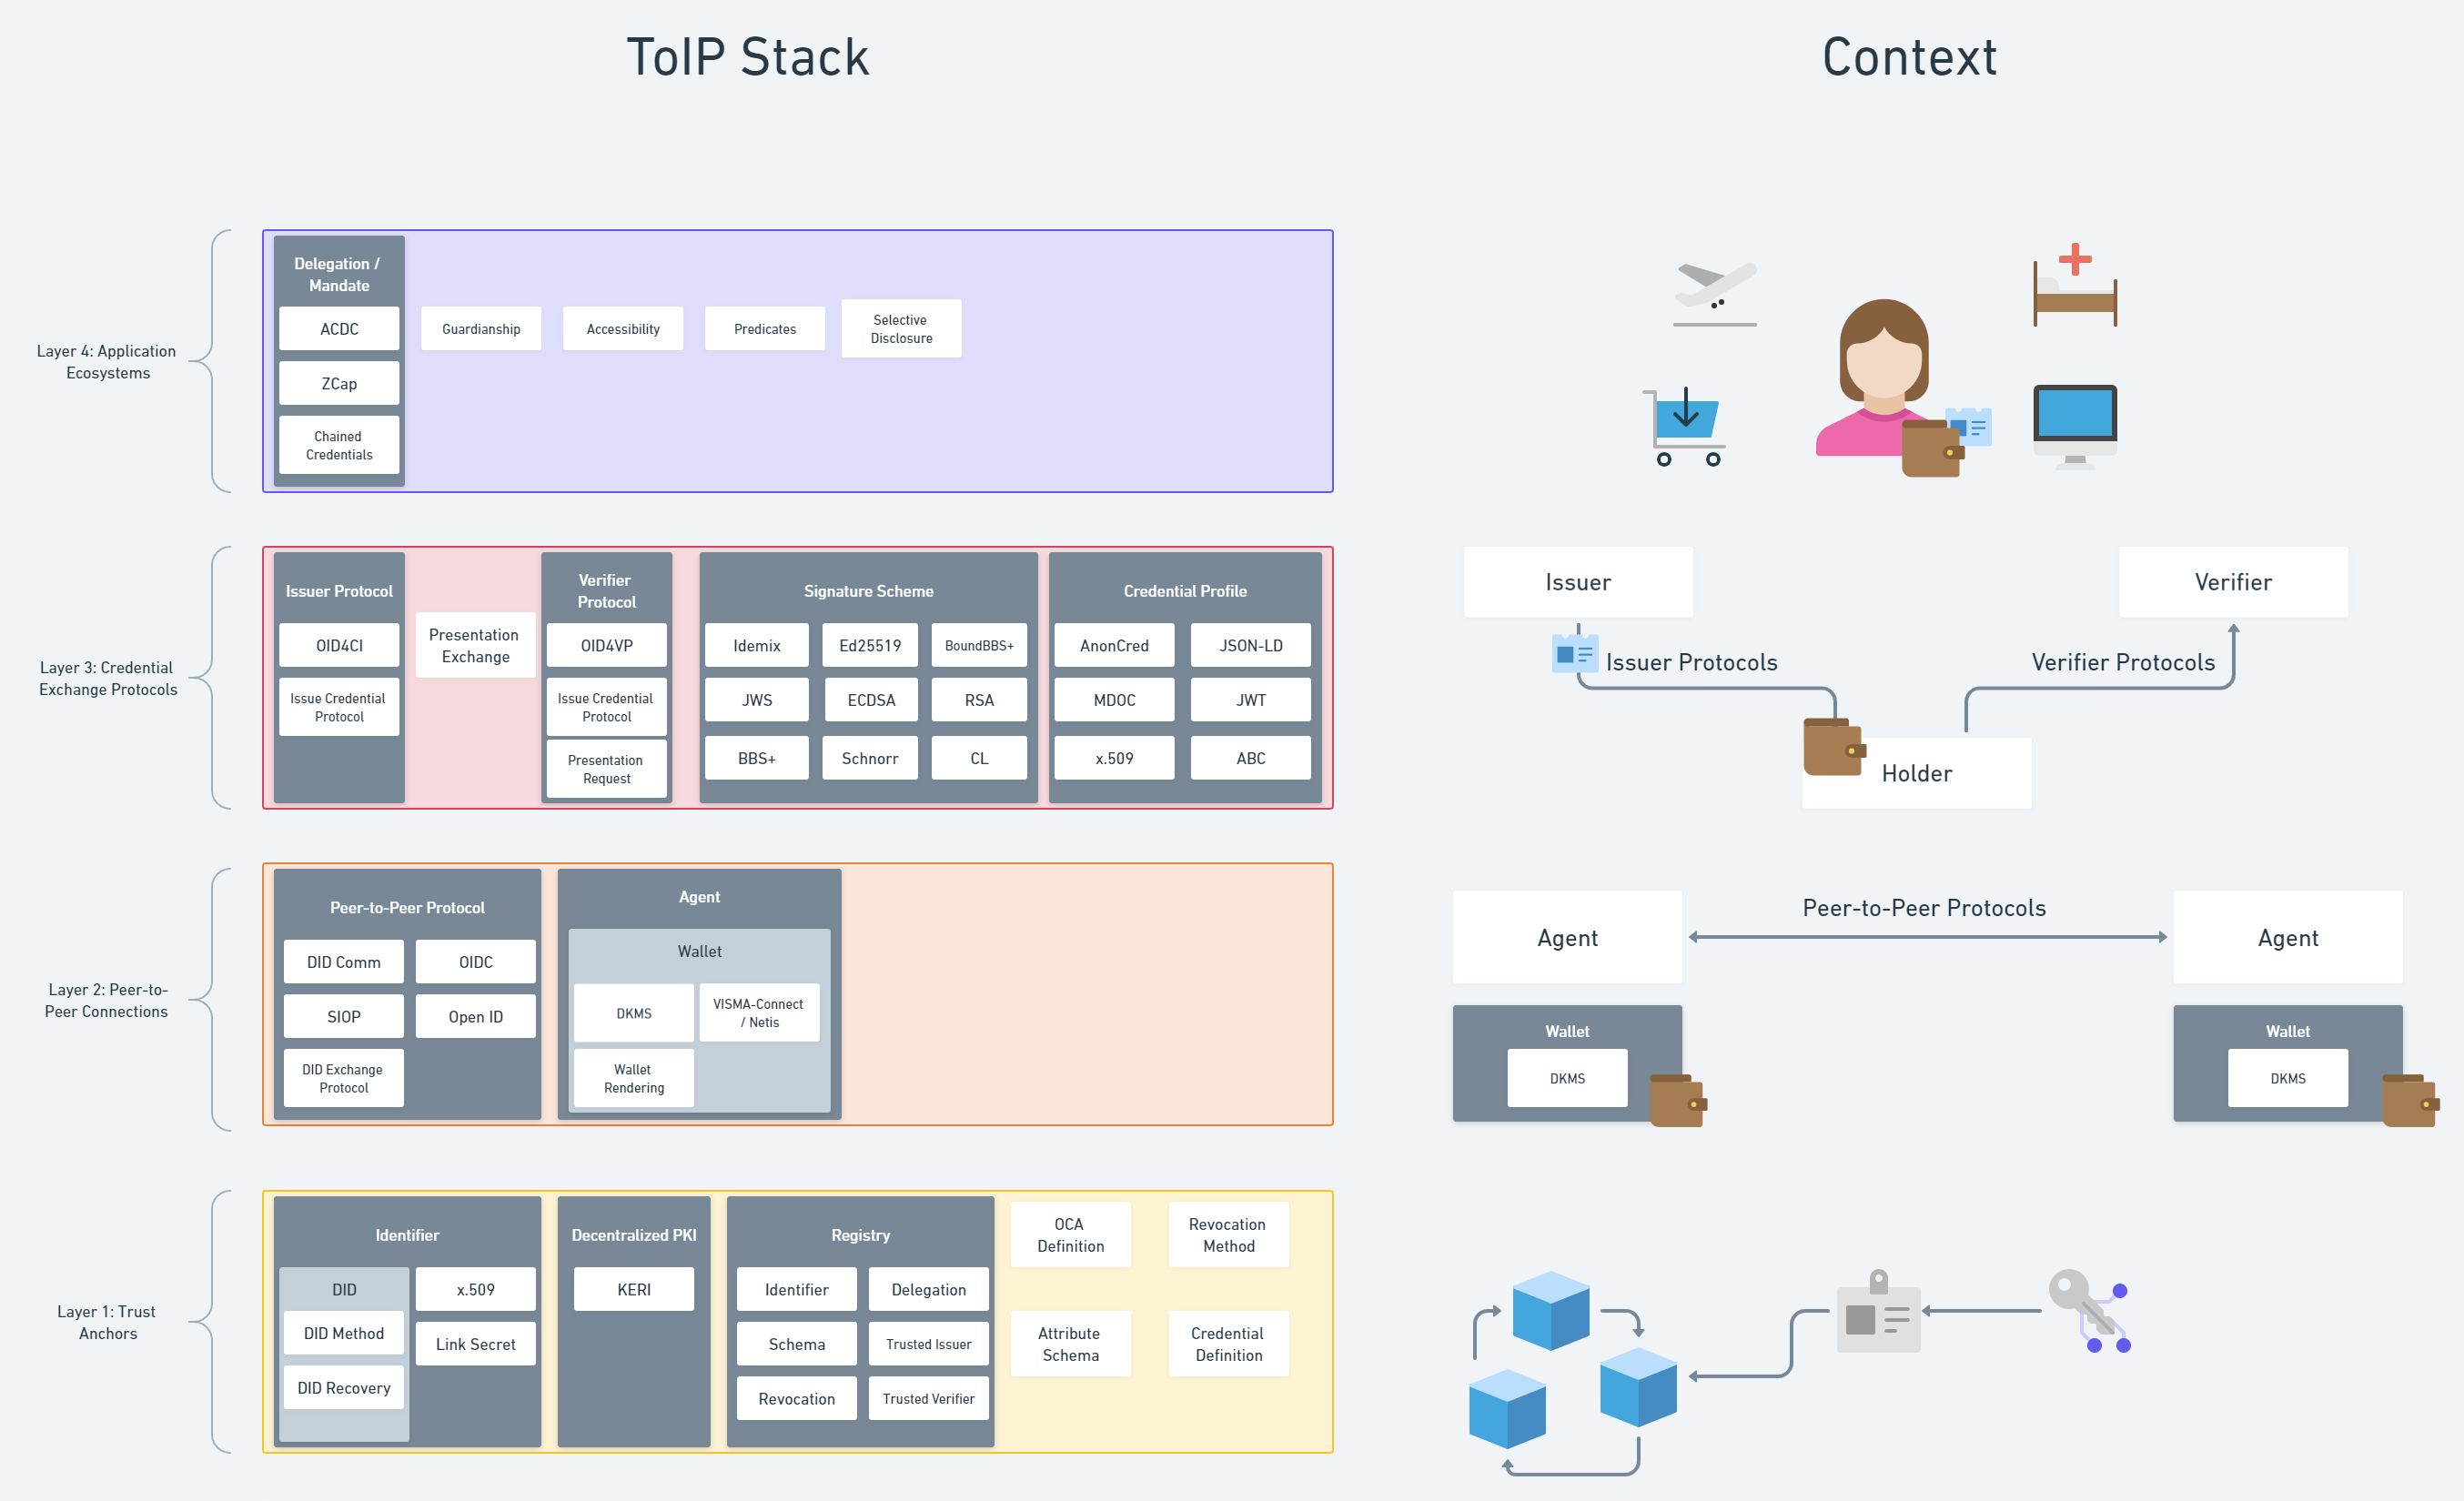 ToIP Stack
Context
Layer 4: Application
Ecosystems
Delegation /
Mandate
ACDC
ZCap
Chained
Credentials
Guardianship
Accessibility
Predicates
Selective
Disclosure
Layer 3: Credential
Exchange Protocols
Issuer Protocol
OID4CI
Issue Credential
Protocol
Presentation
Exchange
Verifier
Protocol
OID4VP
Issue Credential
Protocol
Presentation
Request
Signature Scheme
Idemix
Ed25519
BoundBBS+
JWS
ECDSA
RSA
BBS+
Schnorr
CL
Credential Profile
AnonCred
JSON-LD
MDOC
JWT
x.509
ABC
Issuer
Verifier
Issuer Protocols
Verifier Protocols
Holder
Layer 2: Peer-to-
Peer Connections
Peer-to-Peer Protocol
DID Comm
OIDC
SIOP
Open ID
DID Exchange
Protocol
Agent
Wallet
DKMS
VISMA-Connect
/ Netis
Wallet
Rendering
Agent
Peer-to-Peer Protocols
Agent
Wallet
DKMS
Wallet
DKMS
Layer 1: Trust
Anchors
Identifier
DID
DID Method
DID Recovery
x.509
Link Secret
Decentralized PKI
KERI
Registry
Identifier
Delegation
Schema
Trusted Issuer
Revocation
Trusted Verifier
OCA
Definition
Revocation
Method
Attribute
Schema
Credential
Definition